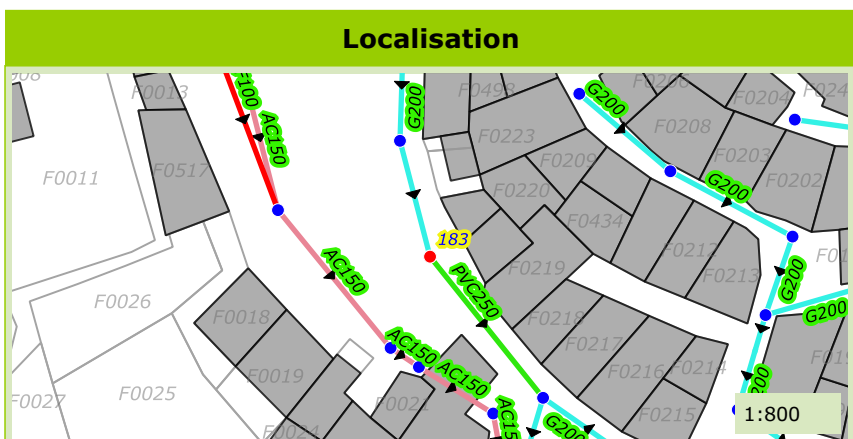 Localisation
F0013
F0011
F0517
AC150
G200
F0498
F0223
F0209
F0220
F0434
G200
F0208
F0204
F0203
F0202
G200
F0212
F0213
183
F0219
PVC250
AC150
F0026
F0018
F0019
F0025
F0027
AC150
AC150
F0021
F0218
F0217
F0216
F0214
F0215
G200
G200
G200
1:800